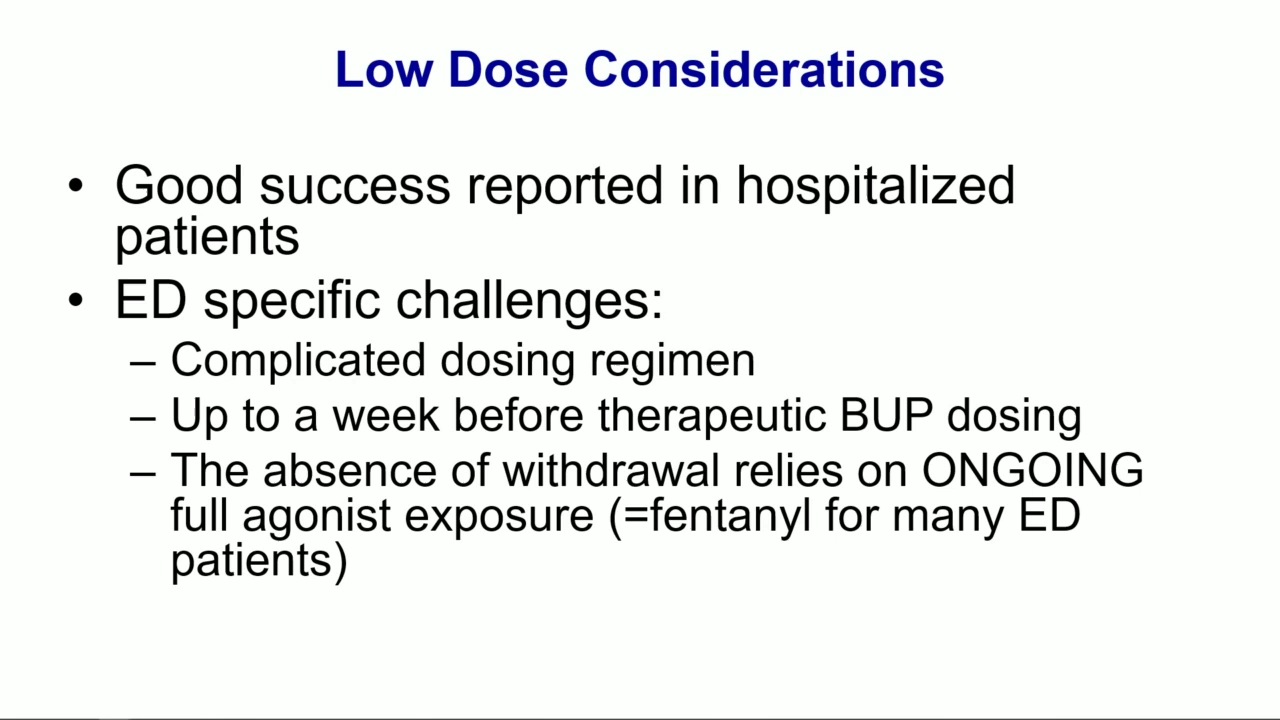 Low Dose Considerations
• Good success reported in hospitalized
patients
• ED specific challenges:
– Complicated dosing regimen
– Up to a week before therapeutic BUP dosing
– The absence of withdrawal relies on ONGOING
full agonist exposure (=fentanyl for many ED
patients)